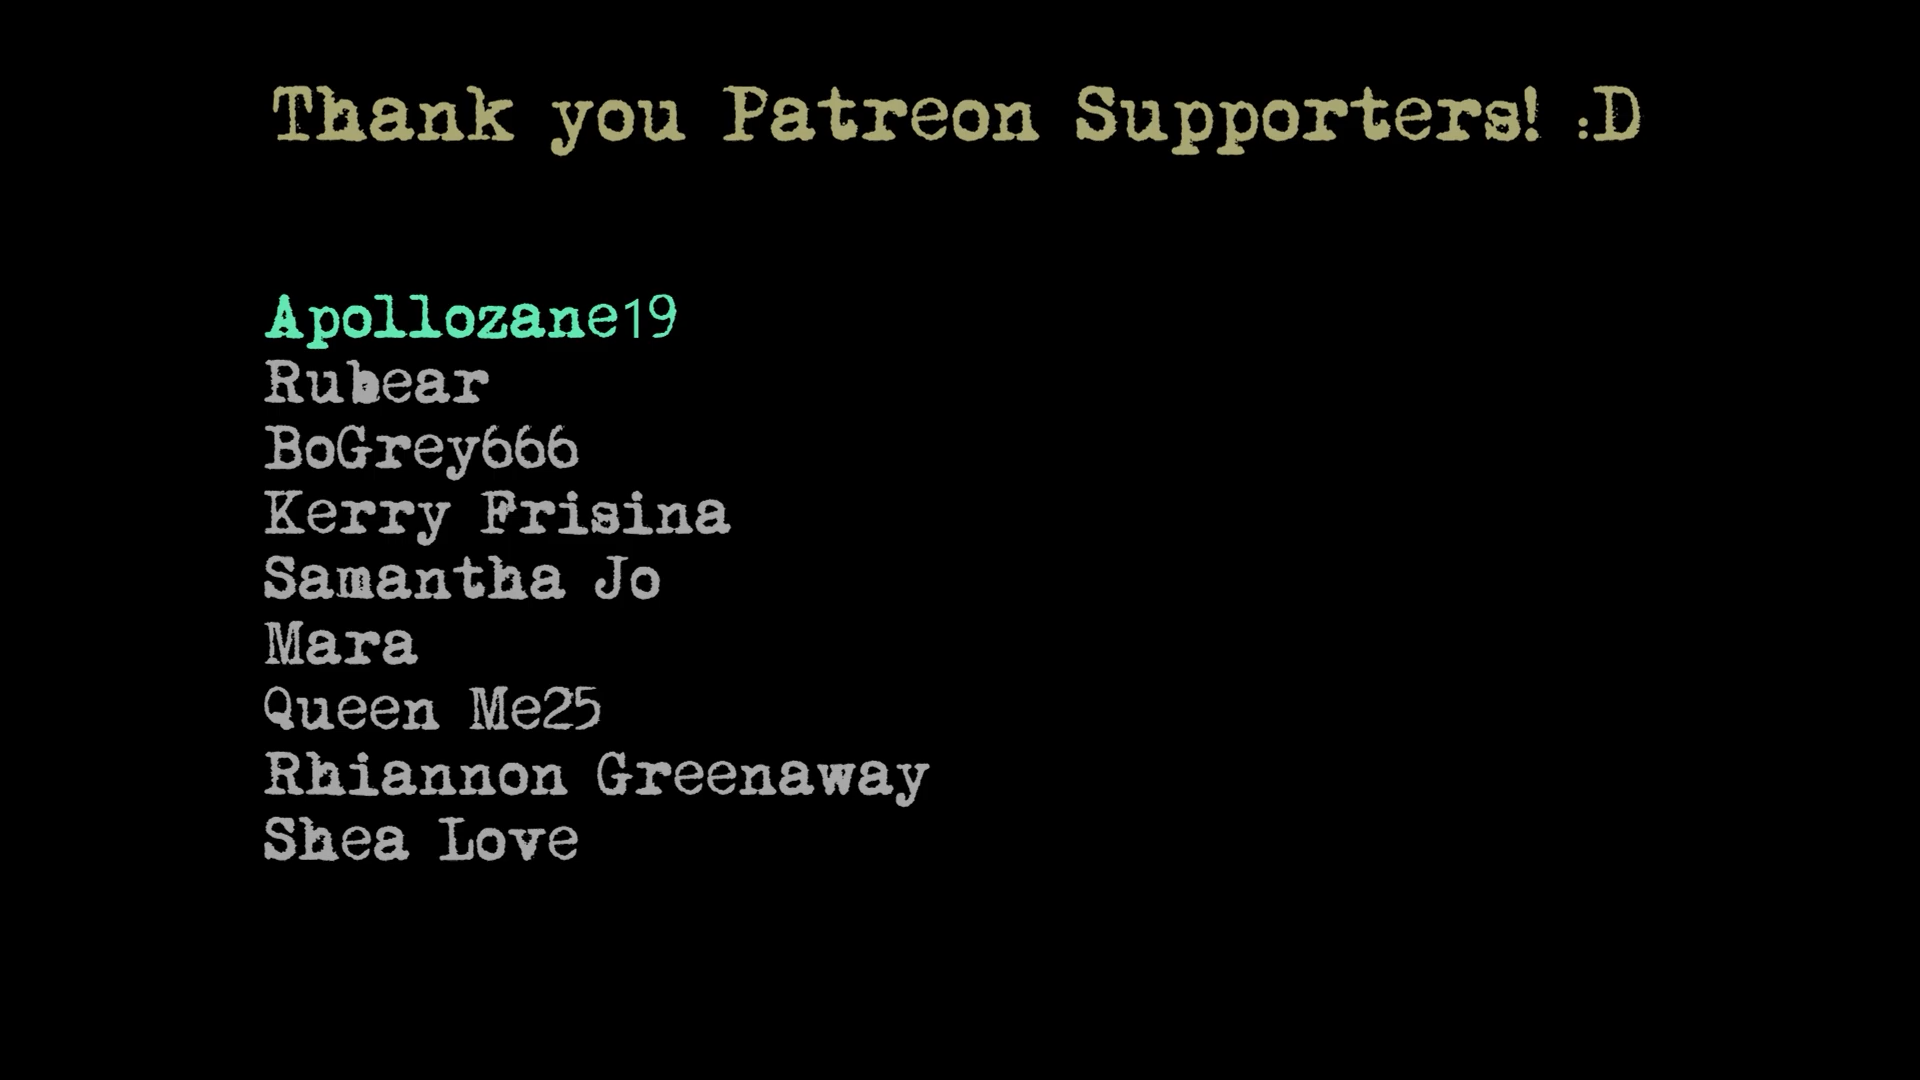 Thank you Patreon Supporters! :D
Apollozane19
Rubear
BoGrey666
Kerry Frisina
Samantha Jo
Mara
Queen Me25
Rhiannon Greenaway
Shea Love